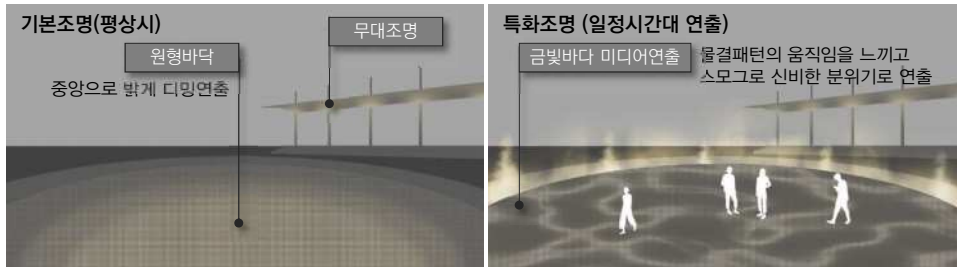 기본조명(평상시)
무대조명
원형바닥
중앙으로 밝게 디밍연출
특화조명 (일정시간대 연출)
금빛바다 미디어연출
물결패턴의 움직임을 느끼고
스모그로 신비한 분위기로 연출